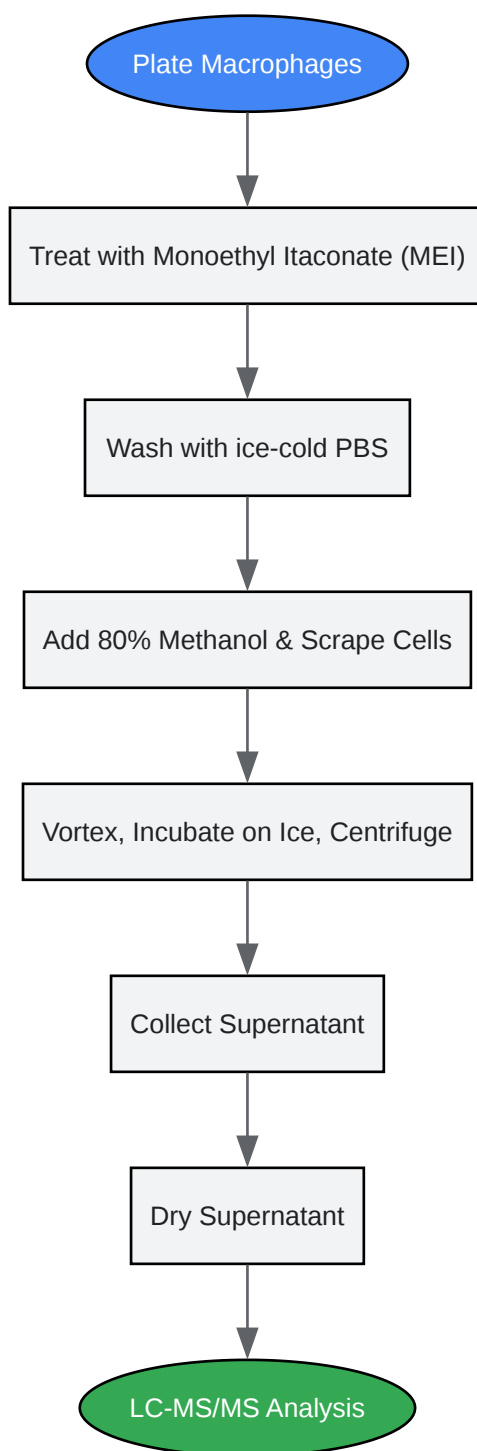 Plate Macrophages
Treat with Monoethyl Itaconate (MEI)
Wash with ice-cold PBS
Add 80% Methanol & Scrape Cells
Vortex, Incubate on Ice, Centrifuge
Collect Supernatant
Dry Supernatant
LC-MS/MS Analysis